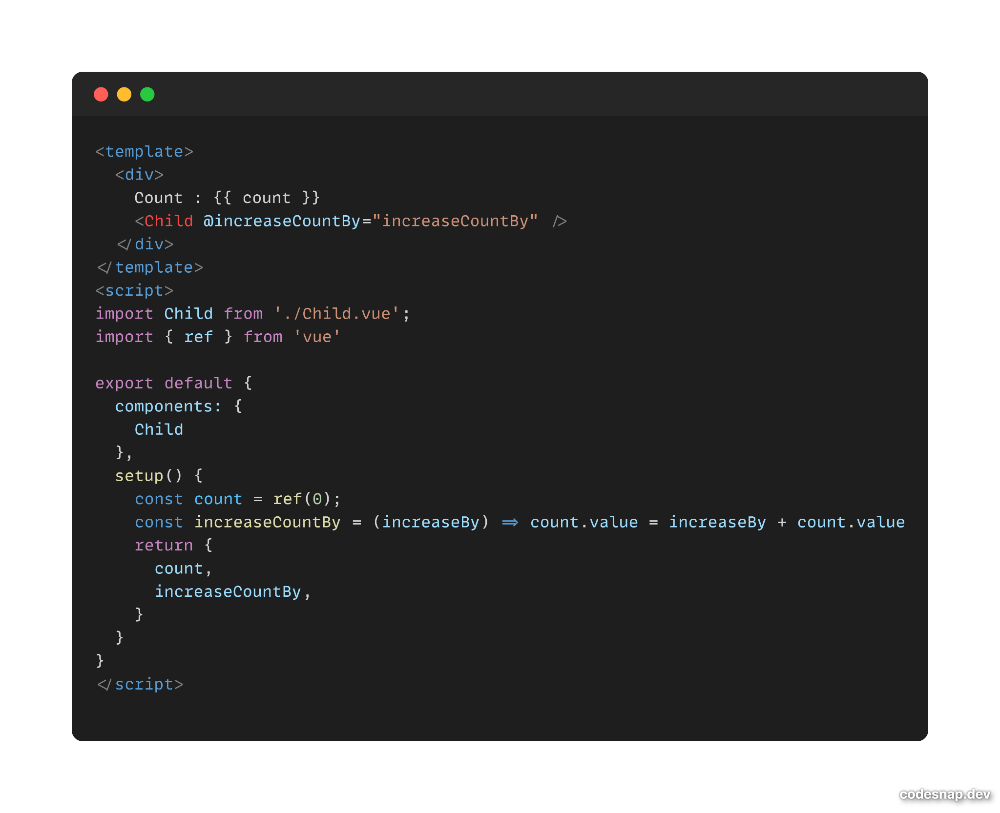 <template>
  <div>
    Count : {{ count }}
    <Child @increaseCountBy="increaseCountBy" />
  </div>
</template>
<script>
import Child from './Child.vue';
import { ref } from 'vue'

export default {
  components: {
    Child
  },
  setup() {
    const count = ref(0);
    const increaseCountBy = (increaseBy) => count.value = increaseBy + count.value
    return {
      count,
      increaseCountBy,
    }
  }
}
</script>
codesnap.dev